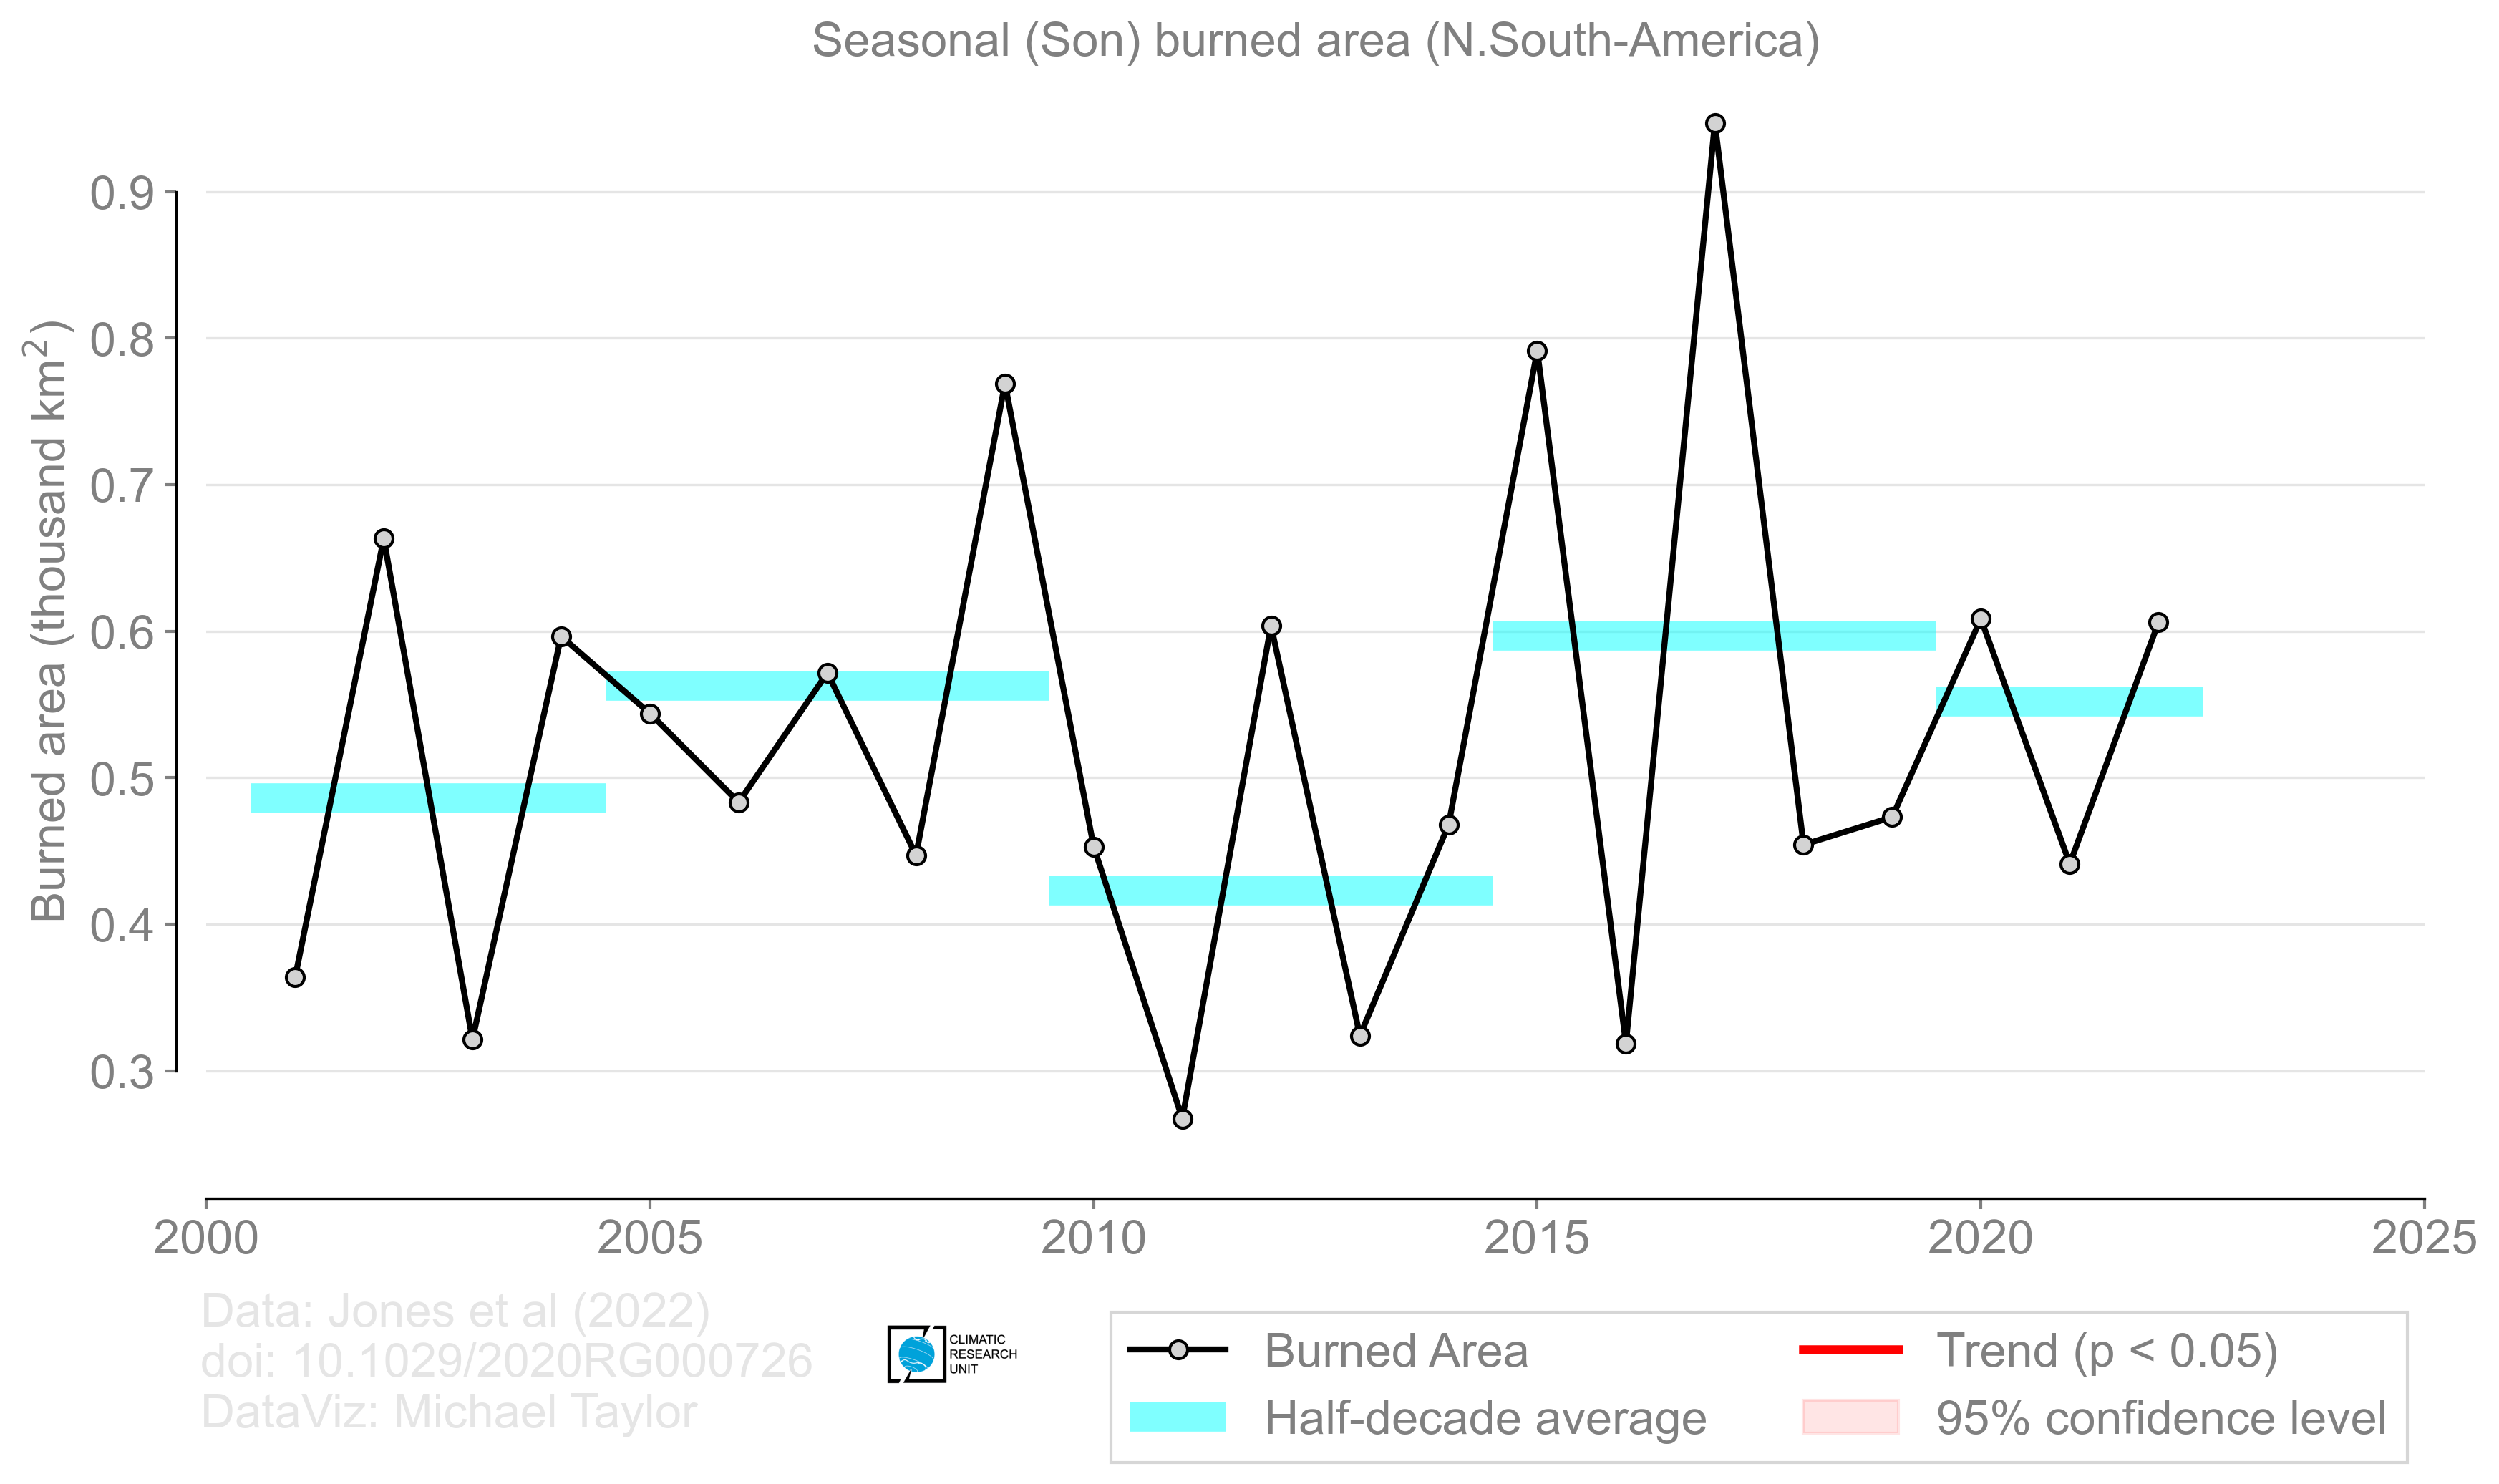 Seasonal (Son) burned area (N.South-America)
Burned area (thousand km²)
0.9
0.8
0.7
0.6
0.5
0.4
0.3
2000 2005 2010 2015 2020 2025
Data: Jones et al (2022)
doi: 10.1029/2020RG000726
DataViz: Michael Taylor
CLIMATIC
RESEARCH
UNIT
Burned Area
Half-decade average
Trend (p < 0.05)
95% confidence level